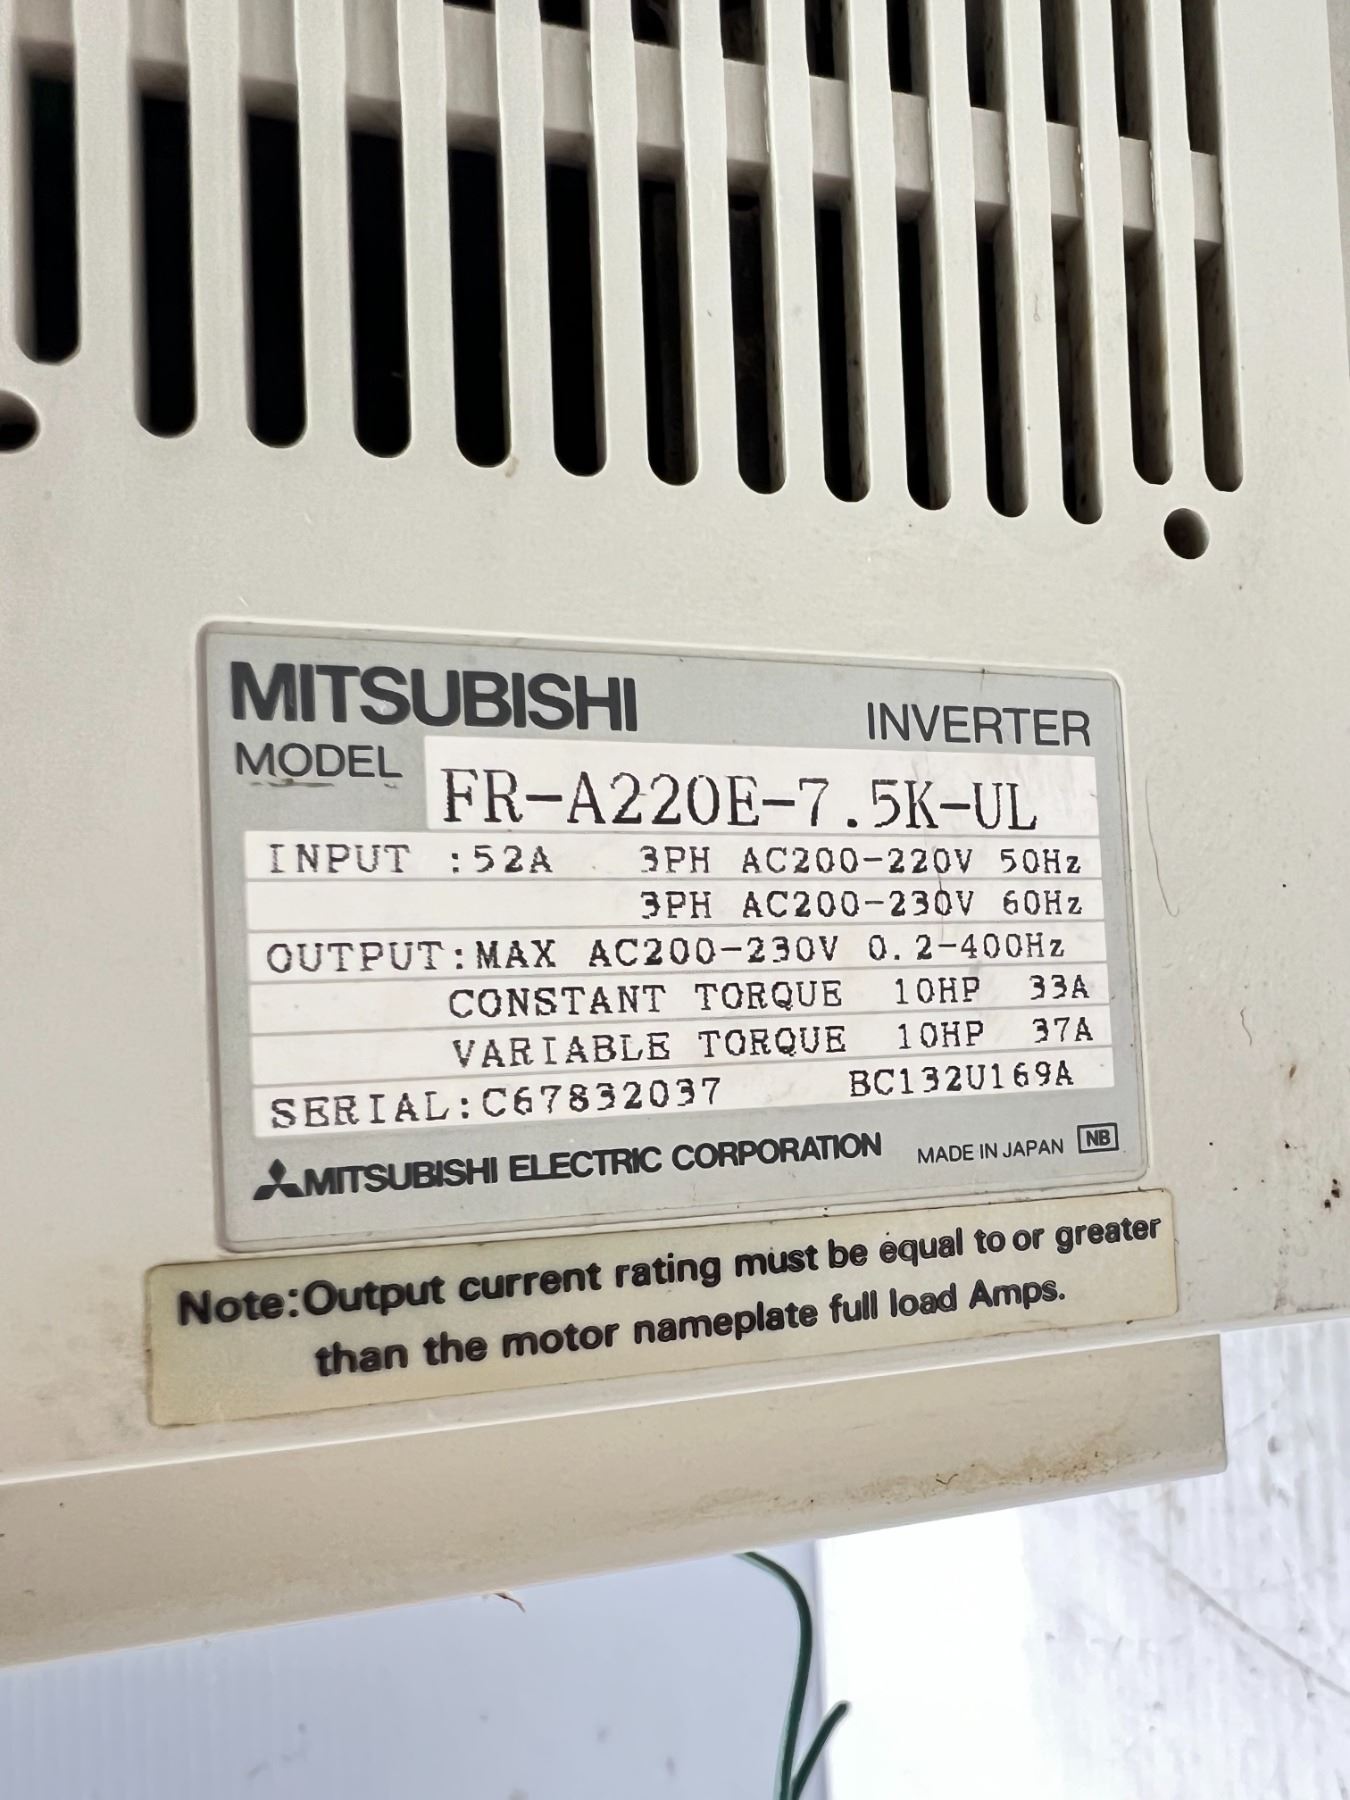 MITSUBISHI INVERTER
MODEL FR-A220E-7.5K-UL
INPUT :52A 3PH AC200-220V 50Hz
3PH AC200-230V 60Hz
OUTPUT:MAX AC200-230V 0.2-400Hz
CONSTANT TORQUE 10HP 33A
VARIABLE TORQUE 10HP 37A
SERIAL:C67832037 BC132U169A
MITSUBISHI ELECTRIC CORPORATION MADE IN JAPAN NB
Note:Output current rating must be equal to or greater
than the motor nameplate full load Amps.